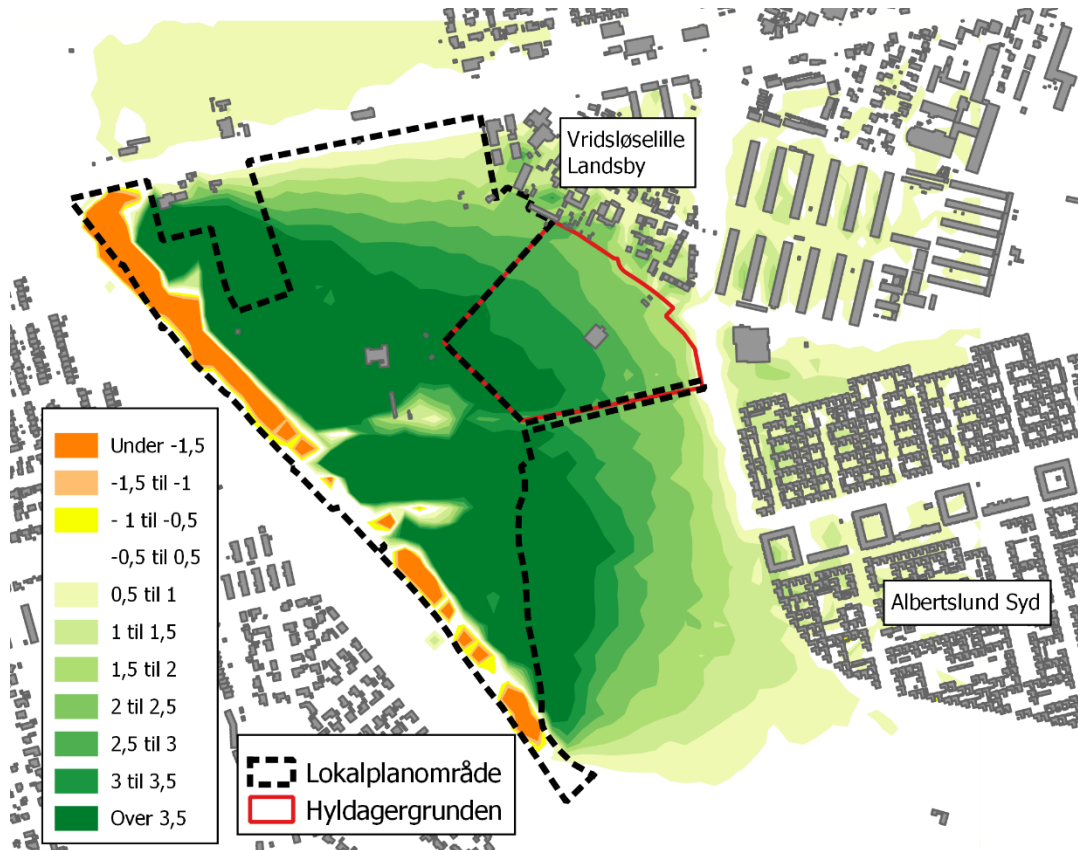 Vridsløselille
Landsby
Under -1,5
-1,5 til -1
- 1 til -0,5
-0,5 til 0,5
0,5 til 1
1 til 1,5
1,5 til 2
2 til 2,5
2,5 til 3
3 til 3,5
Over 3,5
Albertslund Syd
Lokalplanområde
Hyldagergrunden